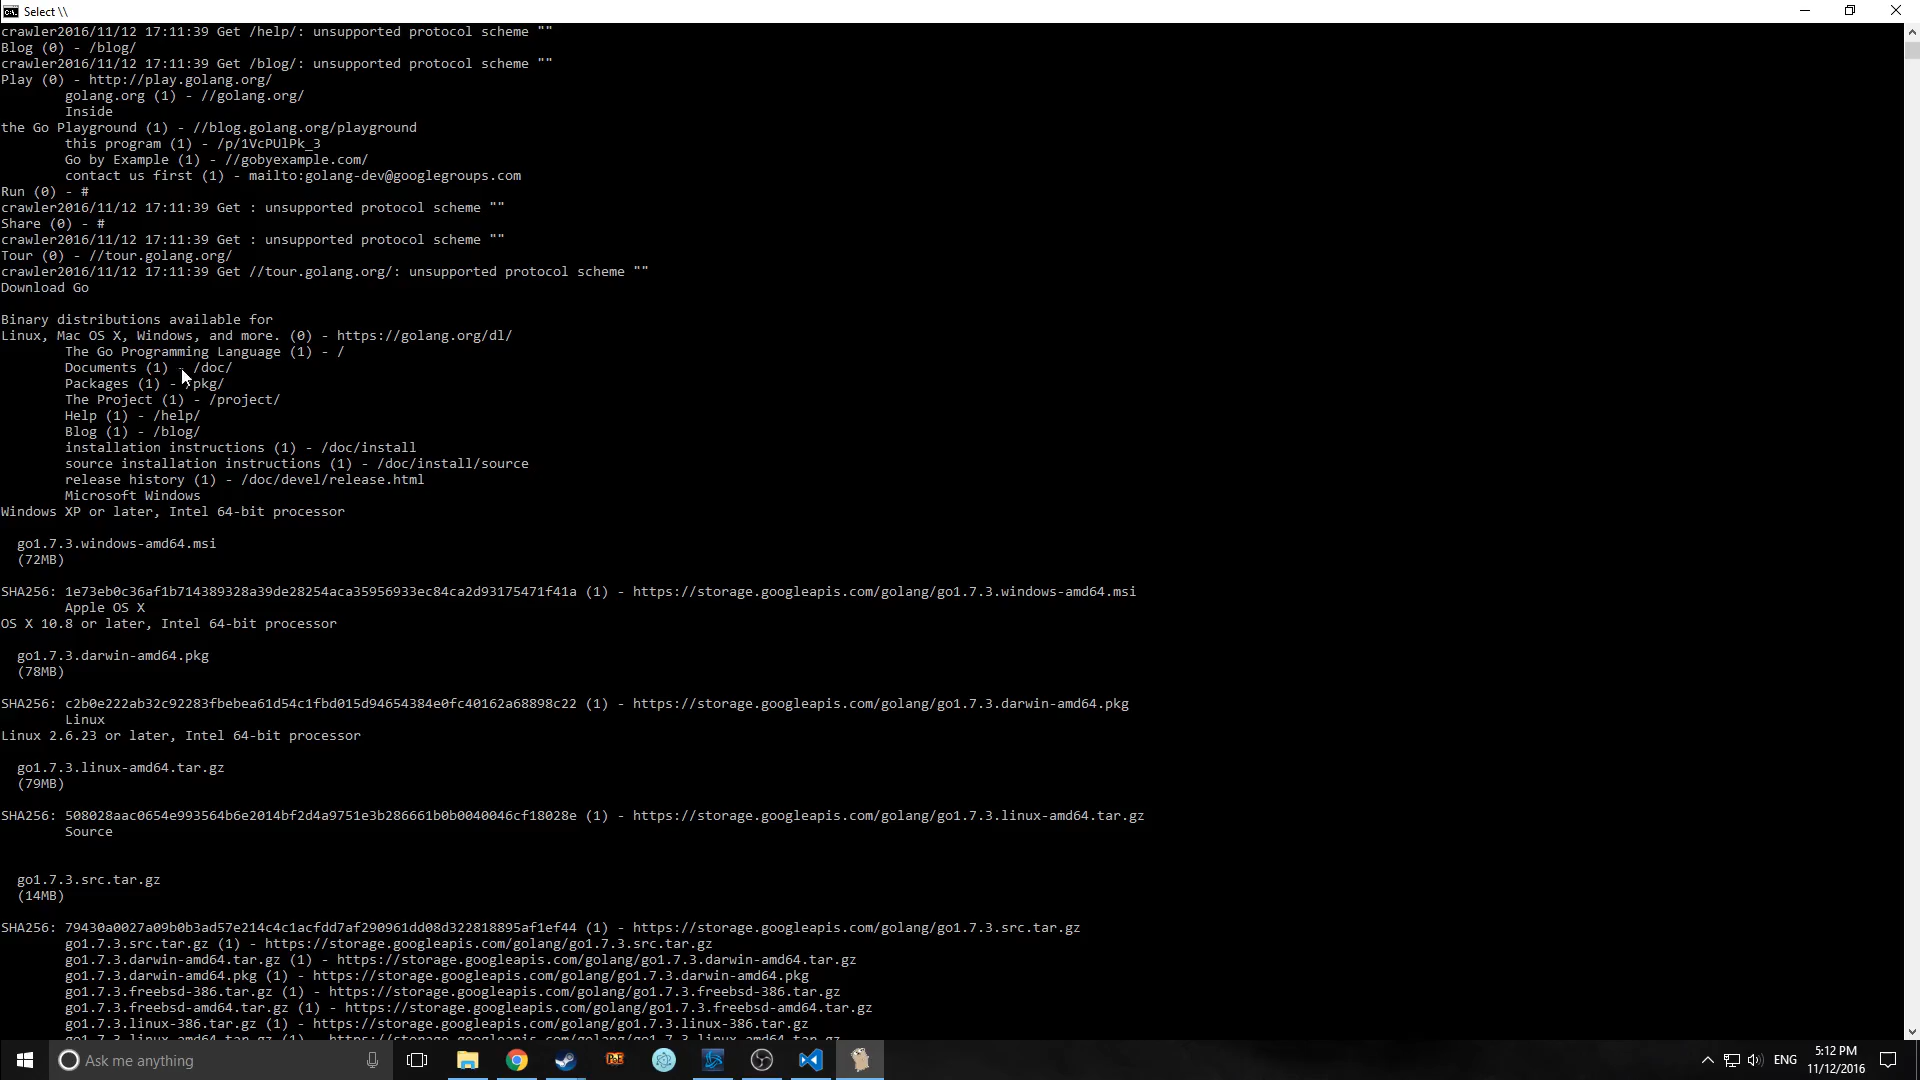 Select \\
crawler2016/11/12 17:11:39 Get /help/: unsupported protocol scheme ""
Blog (0) - /blog/
crawler2016/11/12 17:11:39 Get /blog/: unsupported protocol scheme ""
Play (0) - http://play.golang.org/
golang.org (1) - //golang.org/
Inside
the Go Playground (1) - //blog.golang.org/playground
this program (1) - /p/1VcPUlPk_3
Go by Example (1) - //gobyexample.com/
contact us first (1) - mailto:golang-dev@googlegroups.com
Run (0) - #
crawler2016/11/12 17:11:39 Get : unsupported protocol scheme ""
Share (0) - #
crawler2016/11/12 17:11:39 Get : unsupported protocol scheme ""
Tour (0) - //tour.golang.org/
crawler2016/11/12 17:11:39 Get //tour.golang.org/: unsupported protocol scheme ""
Download Go
Binary distributions available for
Linux, Mac OS X, Windows, and more. (0) - https://golang.org/dl/
The Go Programming Language (1) - /
Documents (1) - /doc/
Packages (1) - /pkg/
The Project (1) - /project/
Help (1) - /help/
Blog (1) - /blog/
installation instructions (1) - /doc/install
source installation instructions (1) - /doc/install/source
release history (1) - /doc/devel/release.html
Microsoft Windows
Windows XP or later, Intel 64-bit processor
go1.7.3.windows-amd64.msi
(72MB)
SHA256: 1e73eb0c36af1b714389328a39de28254aca35956933ec84ca2d93175471f41a (1) - https://storage.googleapis.com/golang/go1.7.3.windows-amd64.msi
Apple OS X
OS X 10.8 or later, Intel 64-bit processor
go1.7.3.darwin-amd64.pkg
(78MB)
SHA256: c2b0e222ab32c92283fbebea61d54c1fbd015d94654384e0fc40162a68898c22 (1) - https://storage.googleapis.com/golang/go1.7.3.darwin-amd64.pkg
Linux
Linux 2.6.23 or later, Intel 64-bit processor
go1.7.3.linux-amd64.tar.gz
(79MB)
SHA256: 508028aac0654e993564b6e2014bf2d4a9751e3b286661b0b0040046cf18028e (1) - https://storage.googleapis.com/golang/go1.7.3.linux-amd64.tar.gz
Source
go1.7.3.src.tar.gz
(14MB)
SHA256: 79430a0027a09b0b3ad57e214c4c1acfdd7af290961dd08d322818895af1ef44 (1) - https://storage.googleapis.com/golang/go1.7.3.src.tar.gz
go1.7.3.src.tar.gz (1) - https://storage.googleapis.com/golang/go1.7.3.src.tar.gz
go1.7.3.darwin-amd64.tar.gz (1) - https://storage.googleapis.com/golang/go1.7.3.darwin-amd64.tar.gz
go1.7.3.darwin-amd64.pkg (1) - https://storage.googleapis.com/golang/go1.7.3.darwin-amd64.pkg
go1.7.3.freebsd-386.tar.gz (1) - https://storage.googleapis.com/golang/go1.7.3.freebsd-386.tar.gz
go1.7.3.freebsd-amd64.tar.gz (1) - https://storage.googleapis.com/golang/go1.7.3.freebsd-amd64.tar.gz
go1.7.3.linux-386.tar.gz (1) - https://storage.googleapis.com/golang/go1.7.3.linux-386.tar.gz
go1.7.3.linux-amd64.tar.gz (1) - https://storage.googleapis.com/golang/go1.7.3.linux-amd64.tar.gz
Ask me anything
PoE
ENG
5:12 PM
11/12/2016